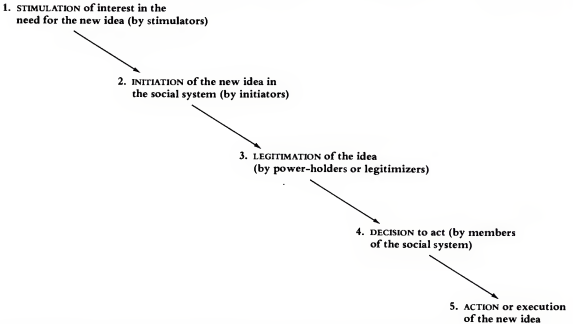 1. STIMULATION of interest in the
need for the new idea (by stimulators)
2. INITIATION of the new idea in
the social system (by initiators)
3. LEGITIMATION of the idea
(by power-holders or legitimizers)
4. DECISION to act (by members
of the social system)
5. ACTION or execution
of the new idea